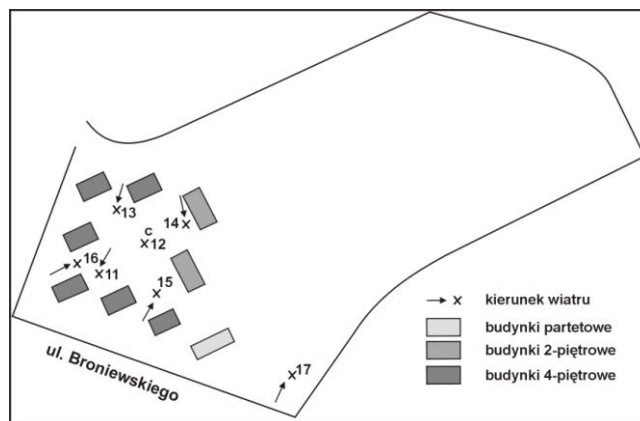 13
14
C
12
16
11
15
17
kierunek wiatru
budynki partetowe
budynki 2-piętrowe
budynki 4-piętrowe
ul. Broniewskiego